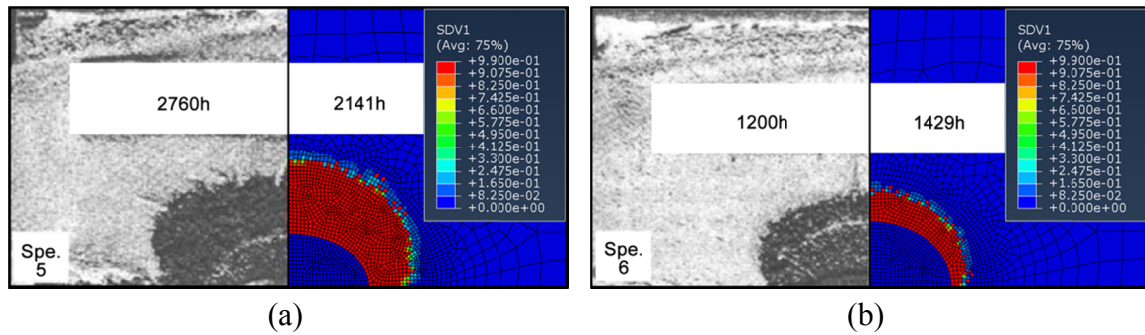 2760h
2141h
SDV1
(Avg: 75%)
+9.900e-01
+9.075e-01
+8.250e-01
+7.425e-01
+6.600e-01
+5.775e-01
+4.950e-01
+4.125e-01
+3.300e-01
+2.475e-01
+1.650e-01
+8.250e-02
+0.000e+00
Spe.
5
(a)
1200h
1429h
SDV1
(Avg: 75%)
+9.900e-01
+9.075e-01
+8.250e-01
+7.425e-01
+6.600e-01
+5.775e-01
+4.950e-01
+4.125e-01
+3.300e-01
+2.475e-01
+1.650e-01
+8.250e-02
+0.000e+00
Spe.
6
(b)